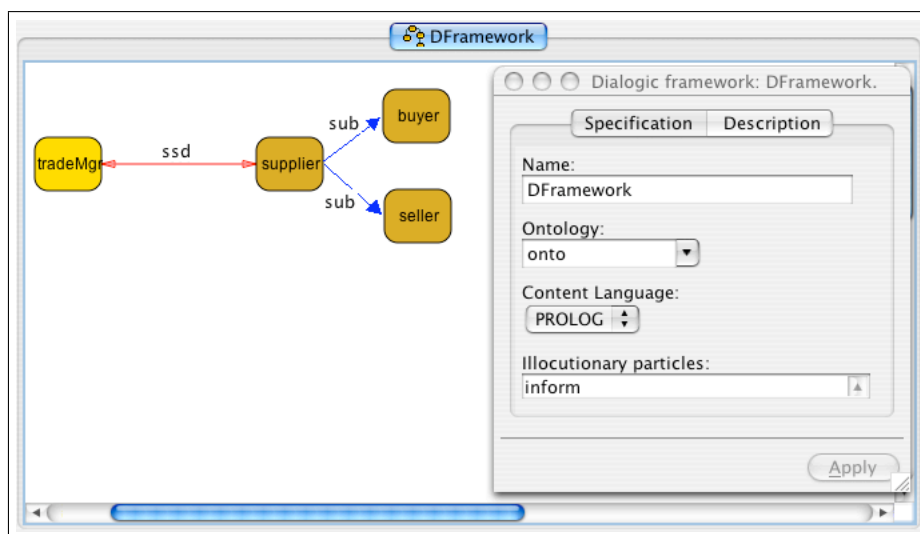 DFramework
Dialogic framework: DFramework.
Specification Description
Name:
DFramework
Ontology:
onto
Content Language:
PROLOG
Illocutionary particles:
inform
Apply
buyer
sub
ssd
tradeMgr
supplier
sub
seller